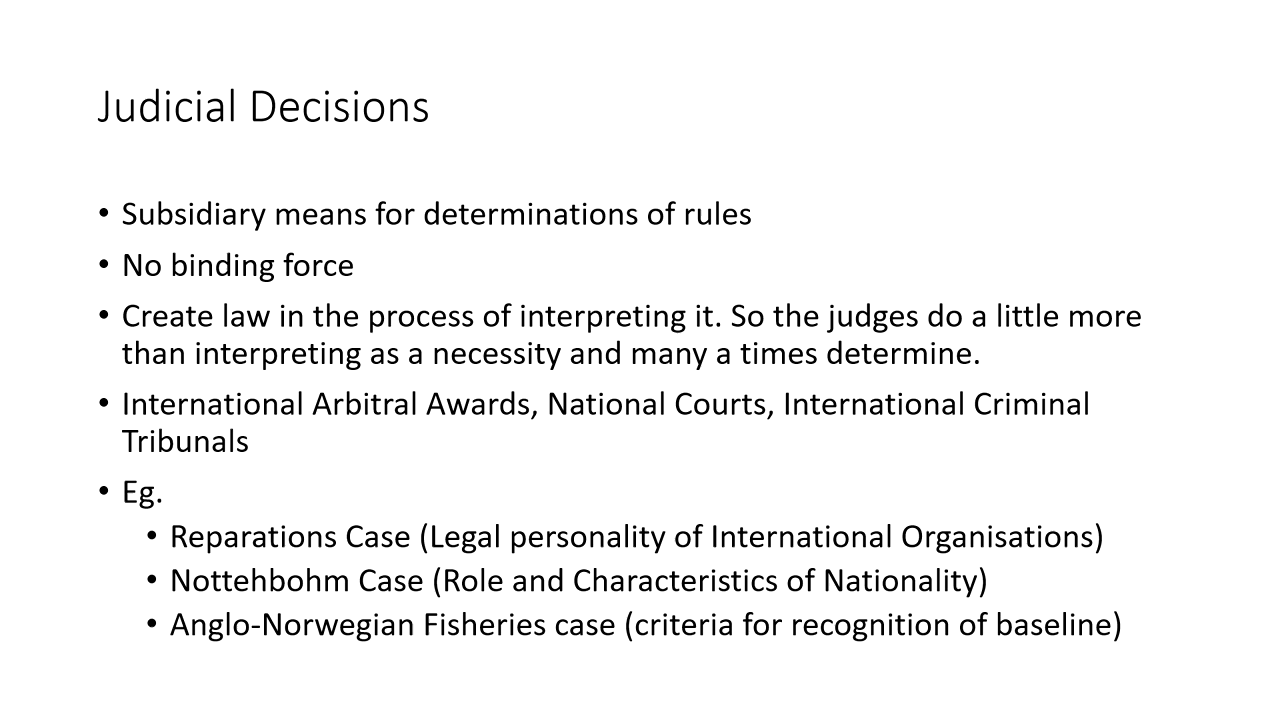 Judicial Decisions
• Subsidiary means for determinations of rules
• No binding force
• Create law in the process of interpreting it. So the judges do a little more
than interpreting as a necessity and many a times determine.
• International Arbitral Awards, National Courts, International Criminal
Tribunals
• Eg.
• Reparations Case (Legal personality of International Organisations)
• Nottehbohm Case (Role and Characteristics of Nationality)
• Anglo-Norwegian Fisheries case (criteria for recognition of baseline)